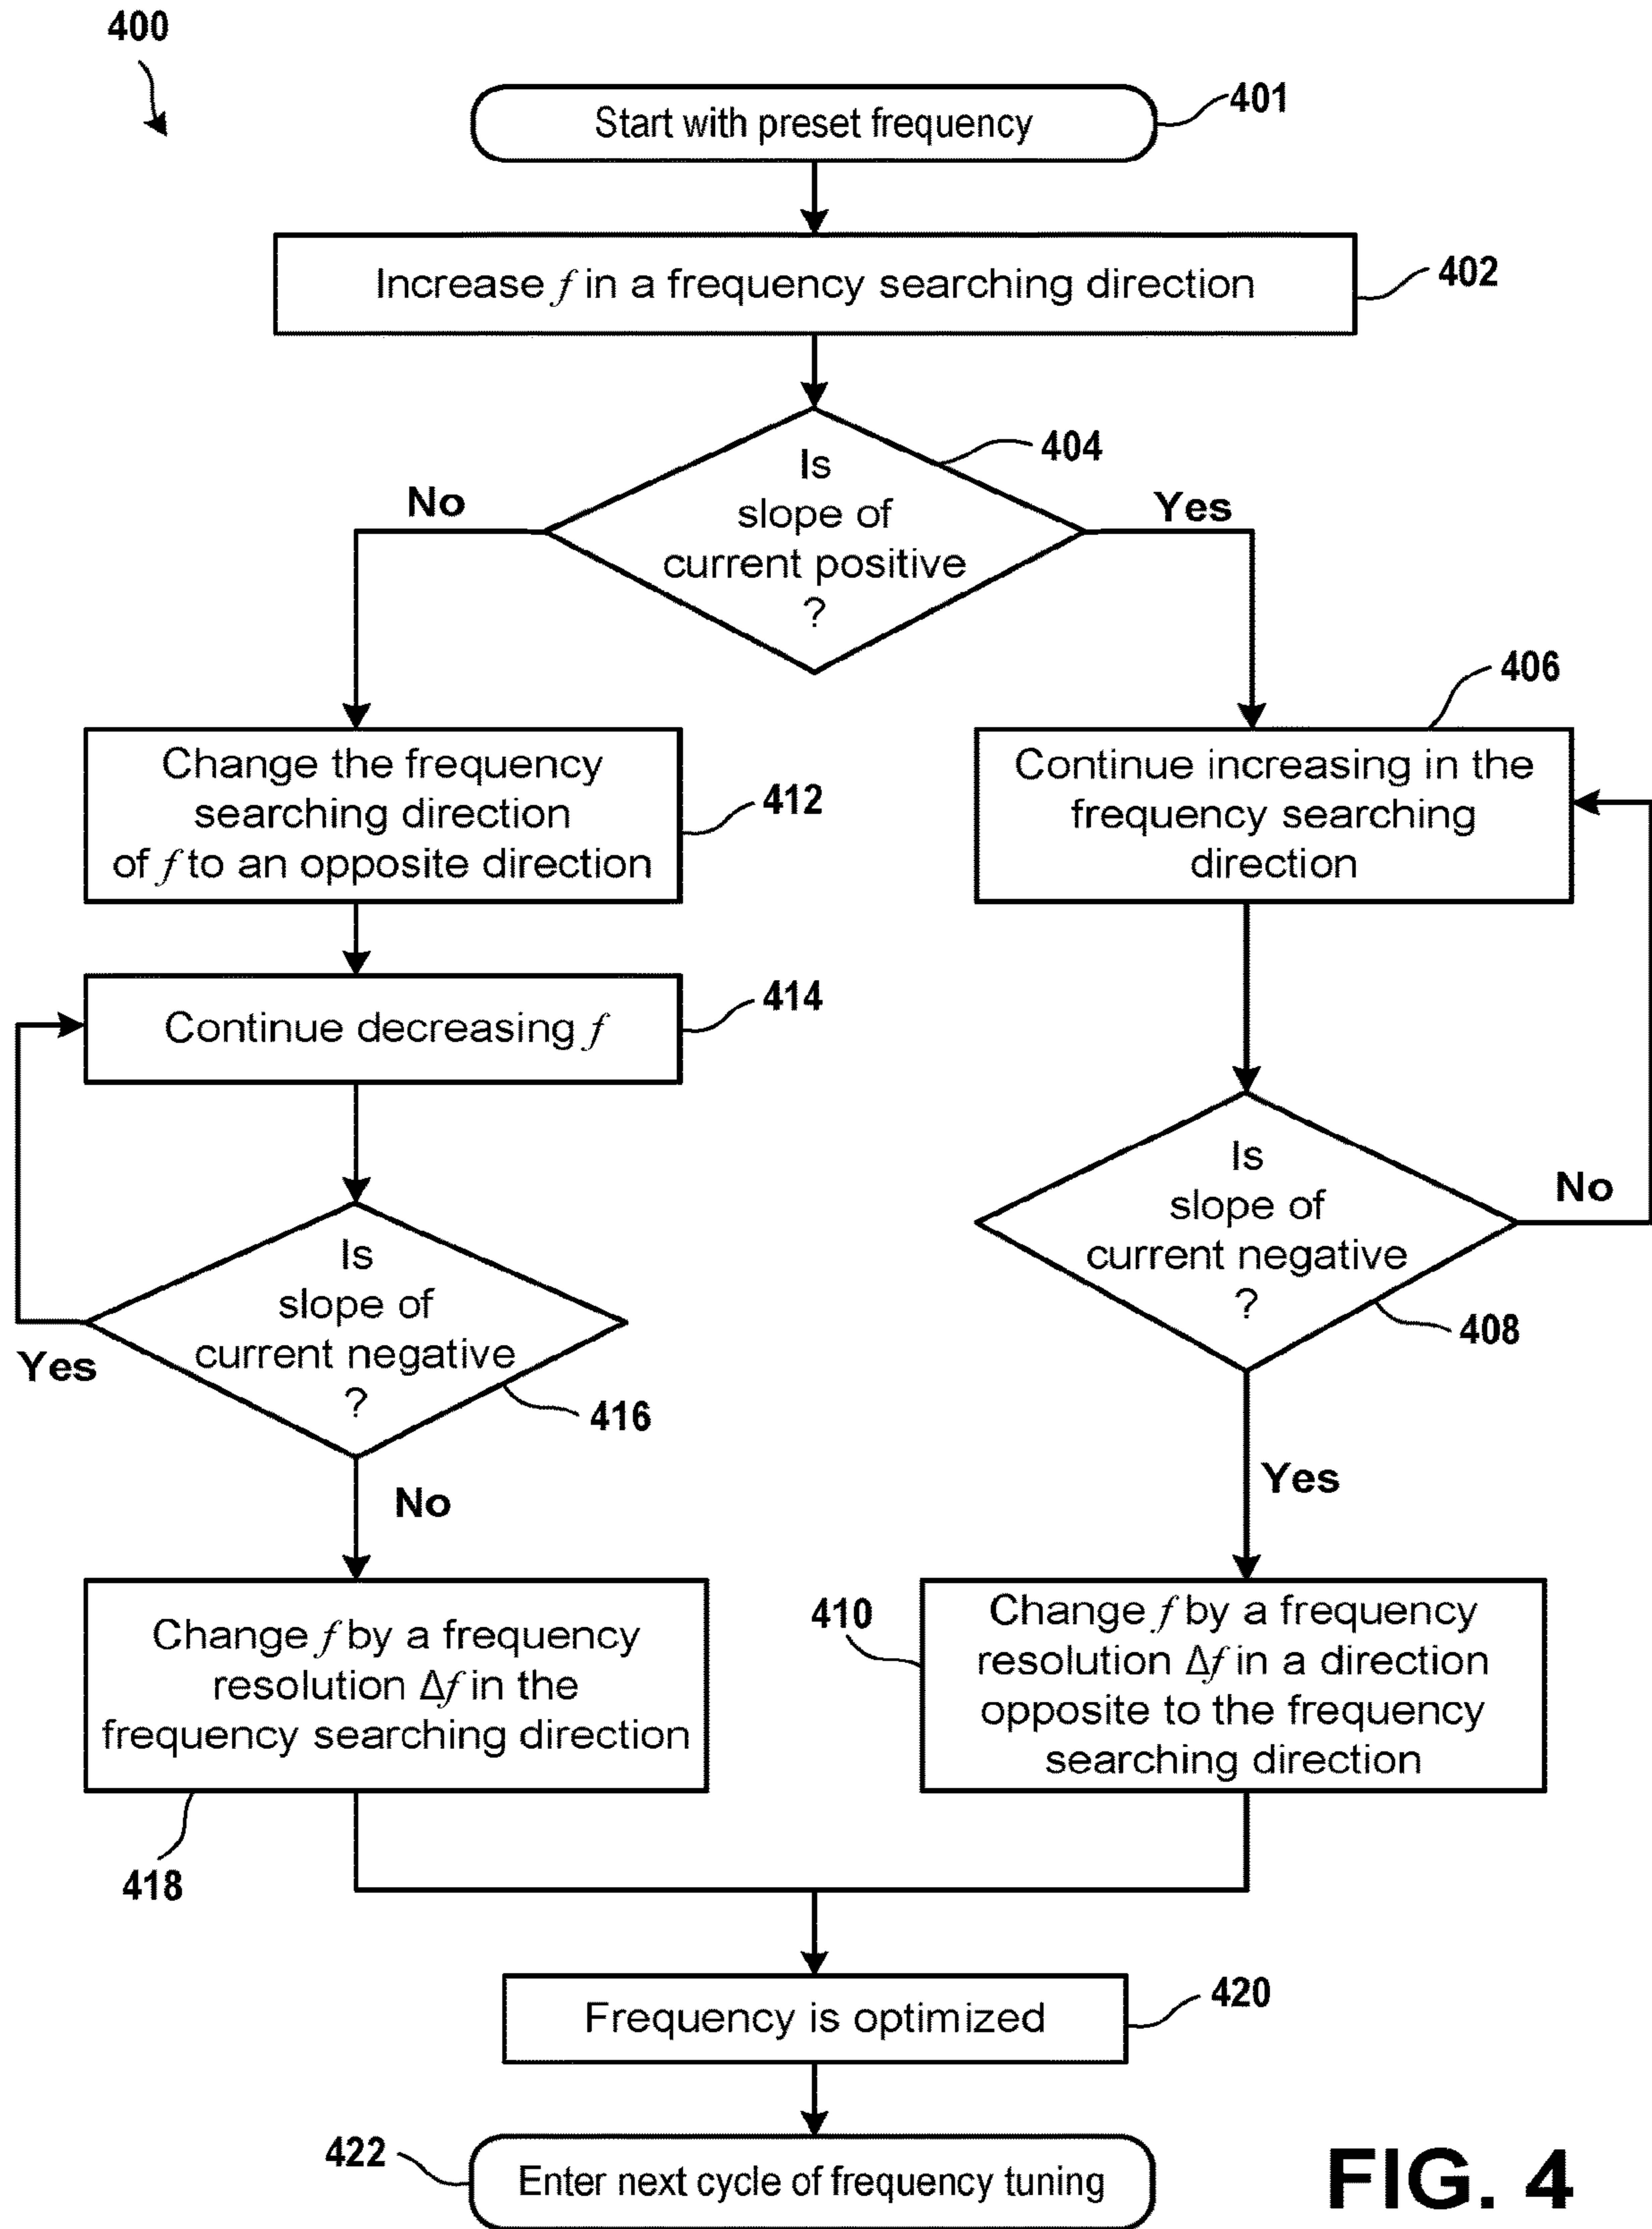 400
Start with preset frequency
401
Increase f in a frequency searching direction
402
Is
slope of
current positive
?
404
No
Yes
Change the frequency
searching direction
of f to an opposite direction
412
Continue increasing in the
frequency searching
direction
406
Continue decreasing f
414
Is
slope of
current negative
?
408
No
Yes
Is
slope of
current negative
?
416
Yes
No
Change f by a frequency
resolution Δf in the
frequency searching direction
418
Change f by a frequency
resolution Δf in a direction
opposite to the frequency
searching direction
410
Frequency is optimized
420
Enter next cycle of frequency tuning
422
FIG. 4